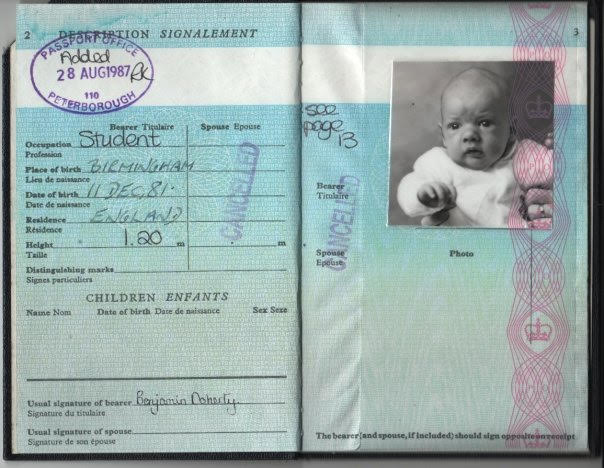 2 DESCRIPTION SIGNALEMENT
PASSPORT OFFICE
Added
28 AUG 1987
110
PETERBOROUGH
Bearer Titulaire Spouse Epouse
Occupation Student
Profession
Place of birth BIRMINGHAM
Lieu de naissance
Date of birth 11 DEC, 81.
Date de naissance
Residence ENGLAND
Résidence
Height 1.20 m m
Taille
Distinguishing marks
Signes particuliers
CANCELLED
CHILDREN ENFANTS
Name Nom Date of birth Date de naissance Sex Sexe
Usual signature of bearer Benjamin Doherty.
Signature du titulaire
Usual signature of spouse
Signature de son épouse
3
see
page
13
Bearer
Titulaire
CANCELLED
Spouse
Epouse
Photo
The bearer (and spouse, if included) should sign opposite on receipt